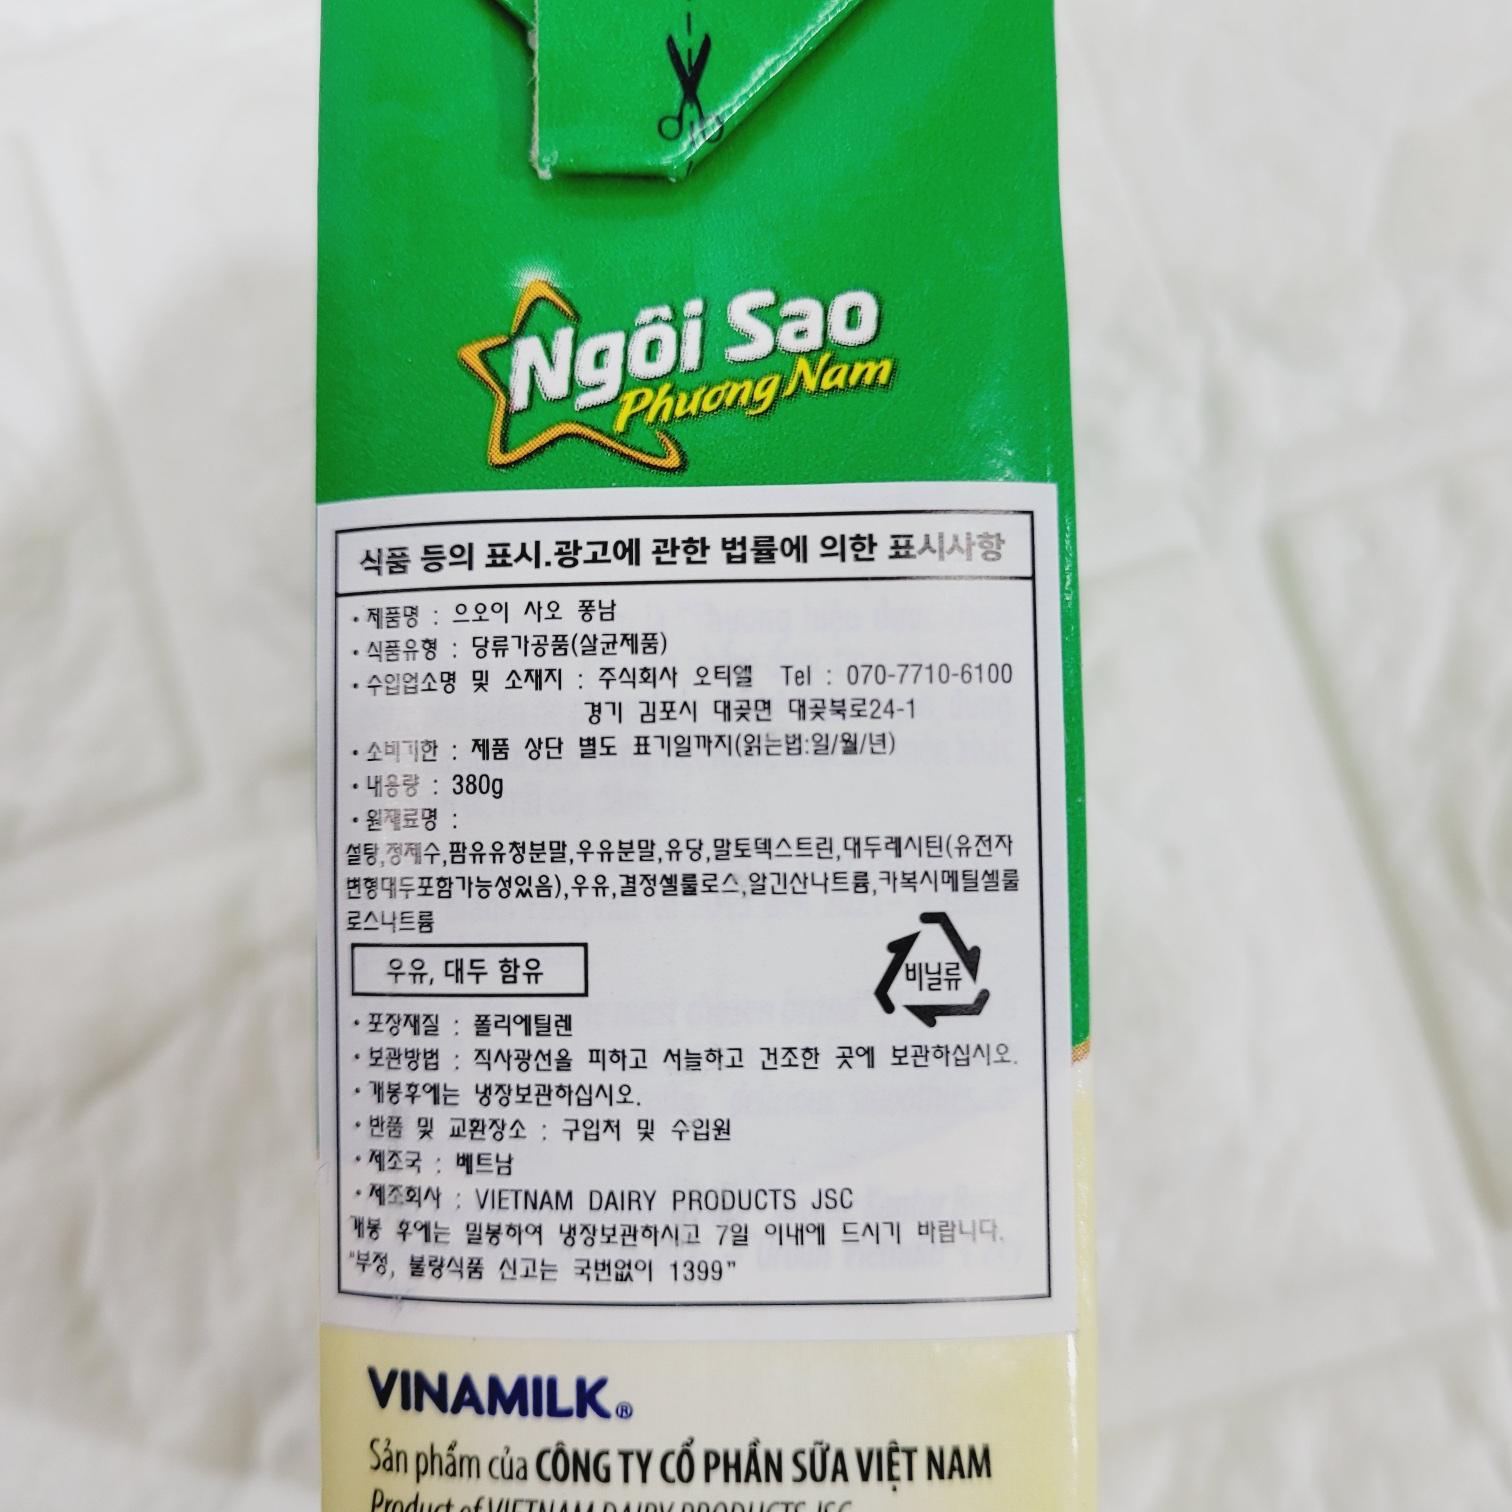 Ngôi Sao
Phương Nam
식품 등의 표시.광고에 관한 법률에 의한 표시사항
• 제품명 : 으오이 사오 퐁남
• 식품유형 : 당류가공품(살균제품)
• 수입업소명 및 소재지 : 주식회사 오티엘 Tel : 070-7710-6100
경기 김포시 대곶면 대곶북로24-1
• 소비기한 : 제품 상단 별도 표기일까지(읽는법:일/월/년)
• 내용량 : 380g
• 원재료명 :
설탕,정제수,팜유유청분말,우유분말,유당,말토덱스트린,대두레시틴(유전자
변형대두포함가능성있음),우유,결정셀룰로스,알긴산나트륨,카복시메틸셀룰
로스나트륨
우유, 대두 함유
비닐류
• 포장재질 : 폴리에틸렌
• 보관방법 : 직사광선을 피하고 서늘하고 건조한 곳에 보관하십시오.
• 개봉후에는 냉장보관하십시오.
• 반품 및 교환장소 : 구입처 및 수입원
• 제조국 : 베트남
• 제조회사 : VIETNAM DAIRY PRODUCTS JSC
개봉 후에는 밀봉하여 냉장보관하시고 7일 이내에 드시기 바랍니다.
"부정, 불량식품 신고는 국번없이 1399"
VINAMILK®
Sản phẩm của CÔNG TY CỔ PHẦN SỮA VIỆT NAM
Product of VIETNAM DAIRY PRODUCTS JSC